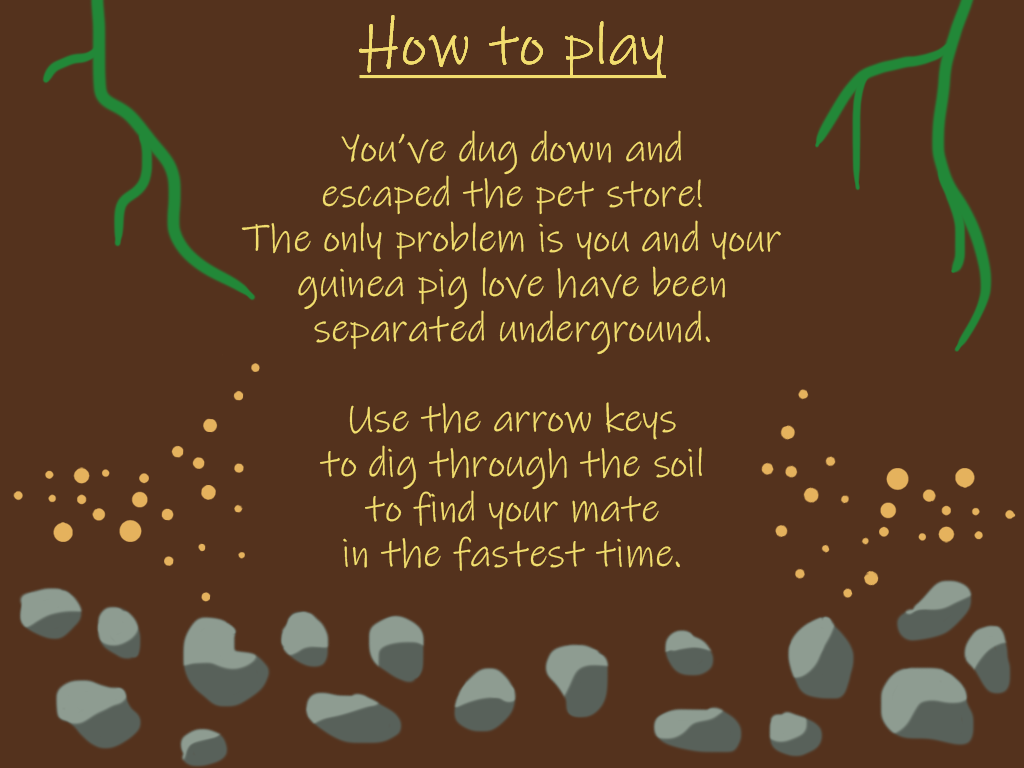 How to play
You've dug down and
escaped the pet store!
The only problem is you and your
guinea pig love have been
separated underground.
Use the arrow keys
to dig through the soil
to find your mate
in the fastest time.